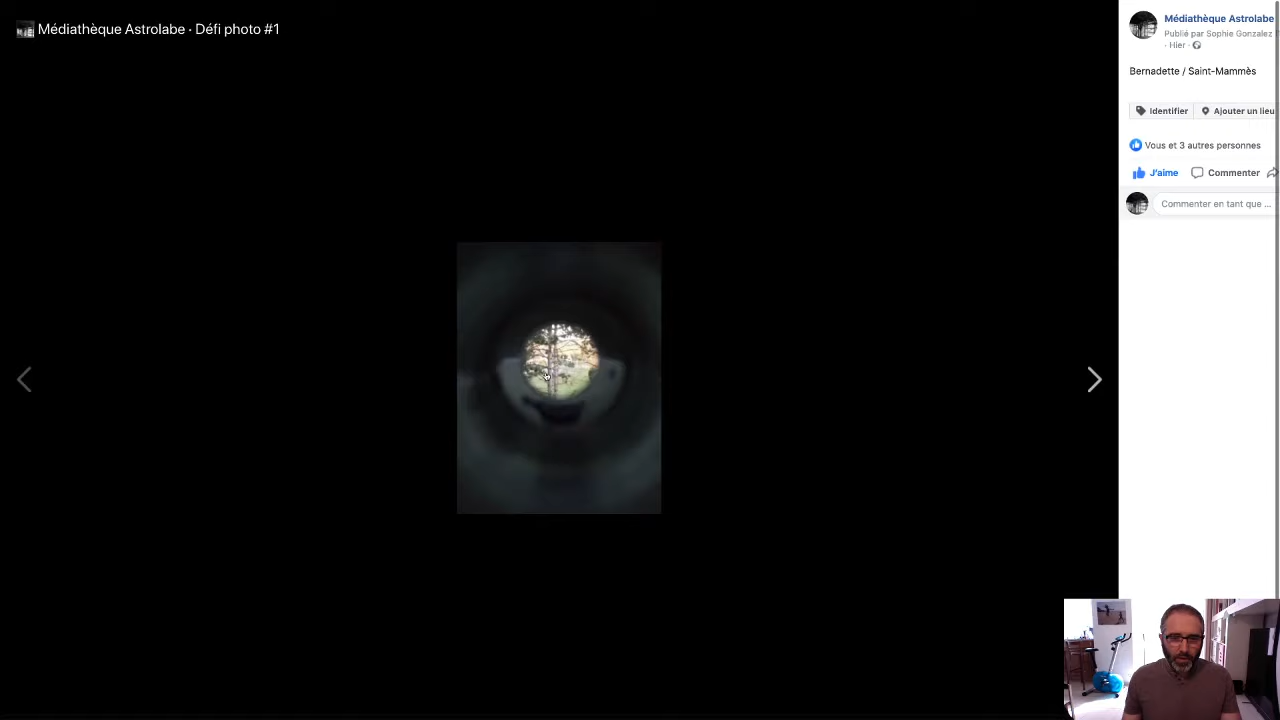 Médiathèque Astrolabe · Défi photo #1
Médiathèque Astrolabe
Publié par Sophie Gonzalez
· Hier ·
Bernadette / Saint-Mammès
Identifier
Ajouter un lieu
Vous et 3 autres personnes
J'aime
Commenter
Commenter en tant que ...